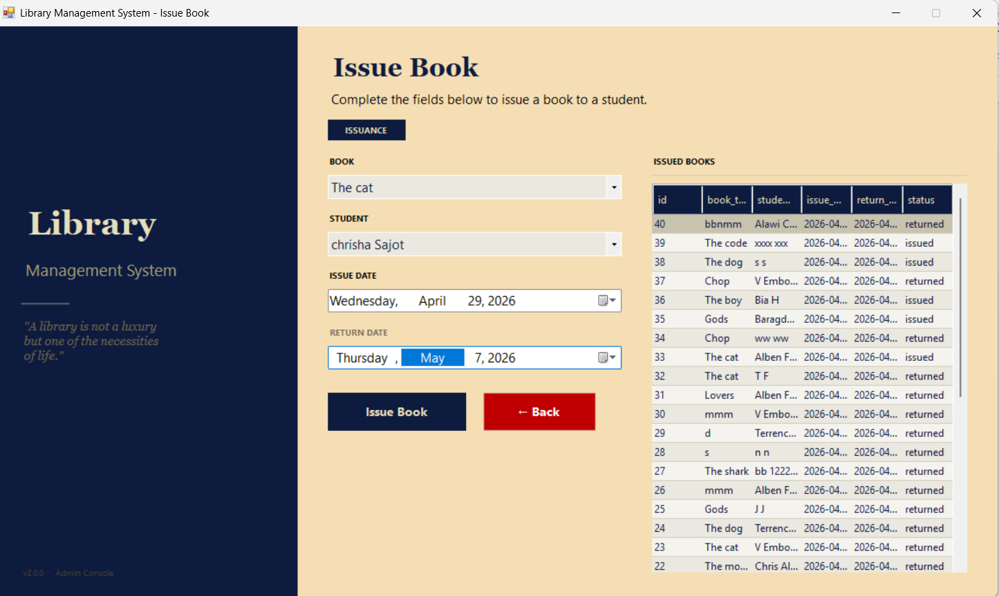 Library Management System - Issue Book
Library
Management System
"A library is not a luxury
but one of the necessities
of life."
v2.0.0 · Admin Console
Issue Book
Complete the fields below to issue a book to a student.
ISSUANCE
BOOK
The cat
STUDENT
chrisha Sajot
ISSUE DATE
Wednesday, April 29, 2026
RETURN DATE
Thursday , May 7, 2026
Issue Book
← Back
ISSUED BOOKS
id book_t... stude... issue_... return_... status
40 bbnmm Alawi C... 2026-04... 2026-04... returned
39 The code xxxx xxx 2026-04... 2026-04... issued
38 The dog s s 2026-04... 2026-04... issued
37 Chop V Embo... 2026-04... 2026-04... returned
36 The boy Bia H 2026-04... 2026-04... issued
35 Gods Baragd... 2026-04... 2026-04... issued
34 Chop ww ww 2026-04... 2026-04... returned
33 The cat Alben F... 2026-04... 2026-04... issued
32 The cat T F 2026-04... 2026-04... returned
31 Lovers Alben F... 2026-04... 2026-04... returned
30 mmm V Embo... 2026-04... 2026-04... returned
29 d Terrenc... 2026-04... 2026-04... returned
28 s n n 2026-04... 2026-04... returned
27 The shark bb 1222... 2026-04... 2026-04... returned
26 mmm Alben F... 2026-04... 2026-04... returned
25 Gods J J 2026-04... 2026-04... returned
24 The dog Terrenc... 2026-04... 2026-04... returned
23 The cat V Embo... 2026-04... 2026-04... returned
22 The mo... Chris Al... 2026-04... 2026-04... returned